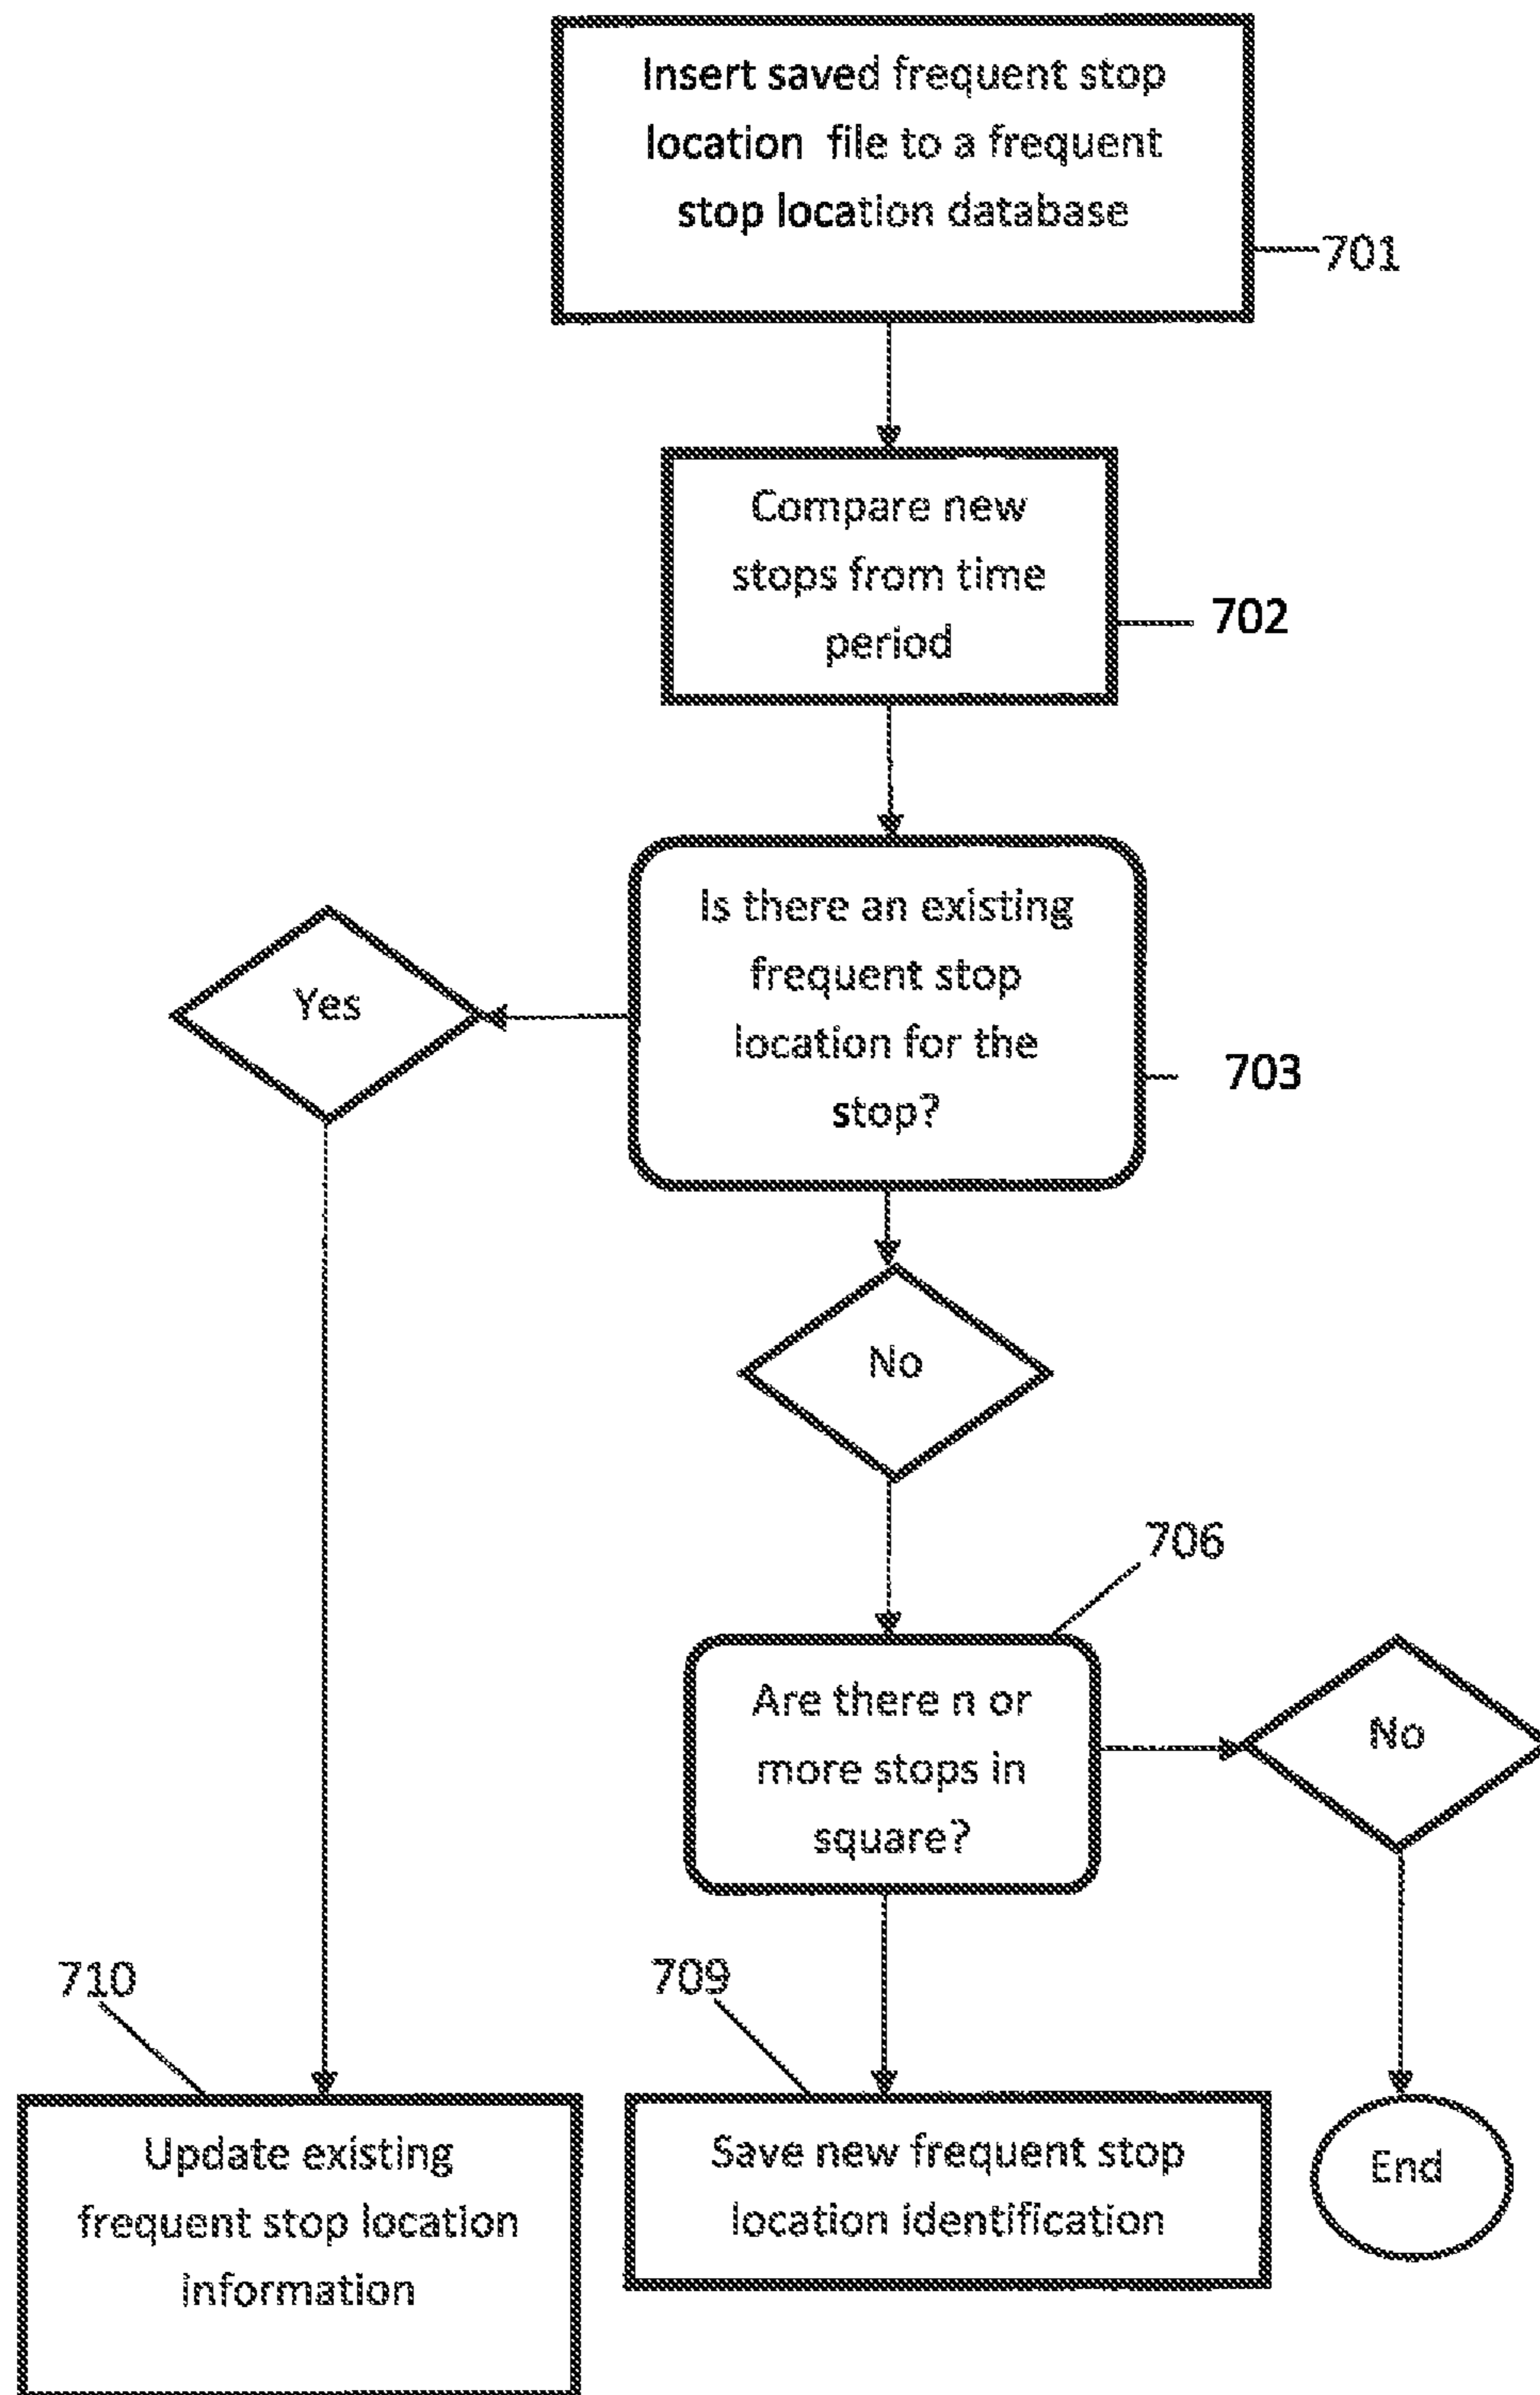 Insert saved frequent stop
location file to a frequent
stop location database
701
Compare new
stops from time
period
702
Is there an existing
frequent stop
location for the
stop?
703
Yes
No
706
Are there n or
more stops in
square?
No
710
709
Update existing
frequent stop location
information
Save new frequent stop
location identification
End